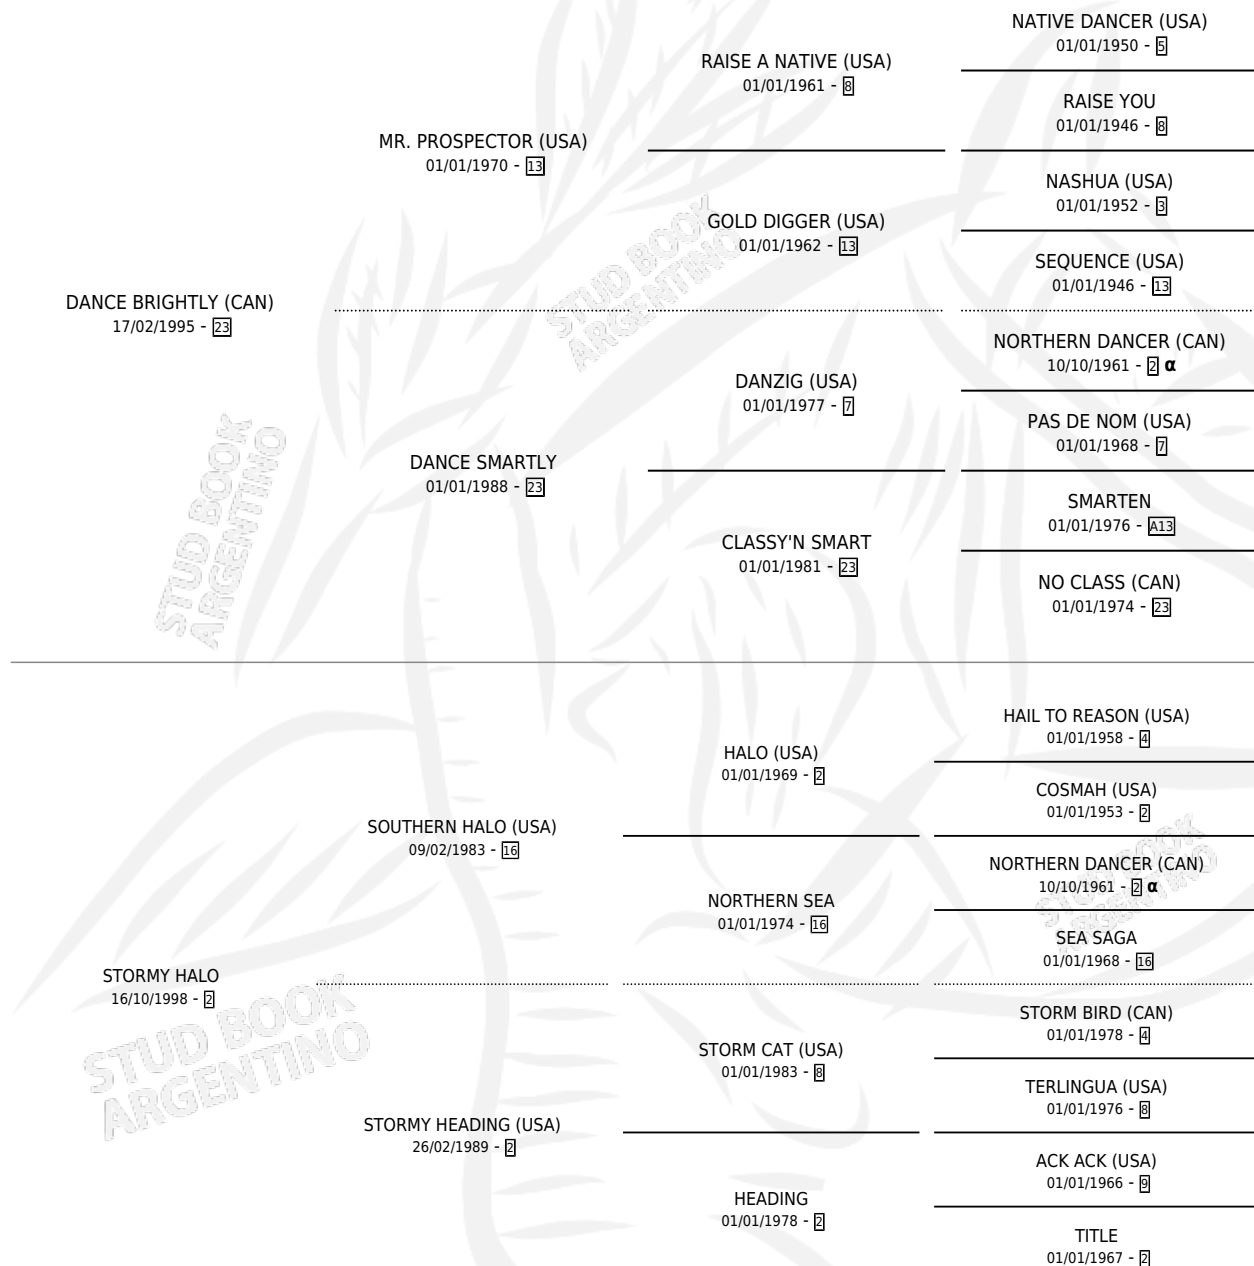 NATIVE DANCER (USA)
01/01/1950 - 5
RAISE A NATIVE (USA)
01/01/1961 - 8
RAISE YOU
01/01/1946 - 8
MR. PROSPECTOR (USA)
01/01/1970 - 13
NASHUA (USA)
01/01/1952 - 3
GOLD DIGGER (USA)
01/01/1962 - 13
SEQUENCE (USA)
01/01/1946 - 13
DANCE BRIGHTLY (CAN)
17/02/1995 - 23
NORTHERN DANCER (CAN)
10/10/1961 - 2 α
DANZIG (USA)
01/01/1977 - 7
PAS DE NOM (USA)
01/01/1968 - 7
DANCE SMARTLY
01/01/1988 - 23
SMARTEN
01/01/1976 - A13
CLASSY'N SMART
01/01/1981 - 23
NO CLASS (CAN)
01/01/1974 - 23
HAIL TO REASON (USA)
01/01/1958 - 4
HALO (USA)
01/01/1969 - 2
COSMAH (USA)
01/01/1953 - 2
SOUTHERN HALO (USA)
09/02/1983 - 16
NORTHERN DANCER (CAN)
10/10/1961 - 2 α
NORTHERN SEA
01/01/1974 - 16
SEA SAGA
01/01/1968 - 16
STORMY HALO
16/10/1998 - 2
STORM BIRD (CAN)
01/01/1978 - 4
STORM CAT (USA)
01/01/1983 - 8
TERLINGUA (USA)
01/01/1976 - 8
STORMY HEADING (USA)
26/02/1989 - 2
ACK ACK (USA)
01/01/1966 - 9
HEADING
01/01/1978 - 2
TITLE
01/01/1967 - 2
STUD BOOK
ARGENTINO
STUD BOOK
ARGENTINO
STUD BOOK
ARGENTINO
STUD BOOK
ARGENTINO